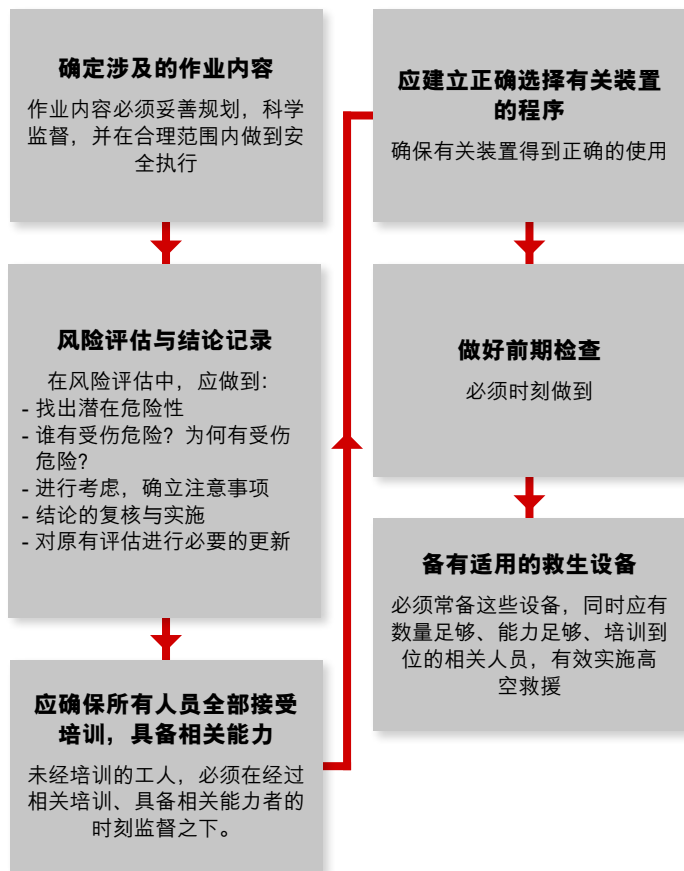 确定涉及的作业内容
作业内容必须妥善规划，科学
监督，并在合理范围内做到安
全执行
风险评估与结论记录
在风险评估中，应做到:
- 找出潜在危险性
- 谁有受伤危险？为何有受伤
危险？
- 进行考虑，确立注意事项
- 结论的复核与实施
- 对原有评估进行必要的更新
应确保所有人员全部接受
培训，具备相关能力
未经培训的工人，必须在经过
相关培训、具备相关能力者的
时刻监督之下。
应建立正确选择有关装置
的程序
确保有关装置得到正确的使用
做好前期检查
必须时刻做到
备有适用的救生设备
必须常备这些设备，同时应有
数量足够、能力足够、培训到
位的相关人员，有效实施高
空救援